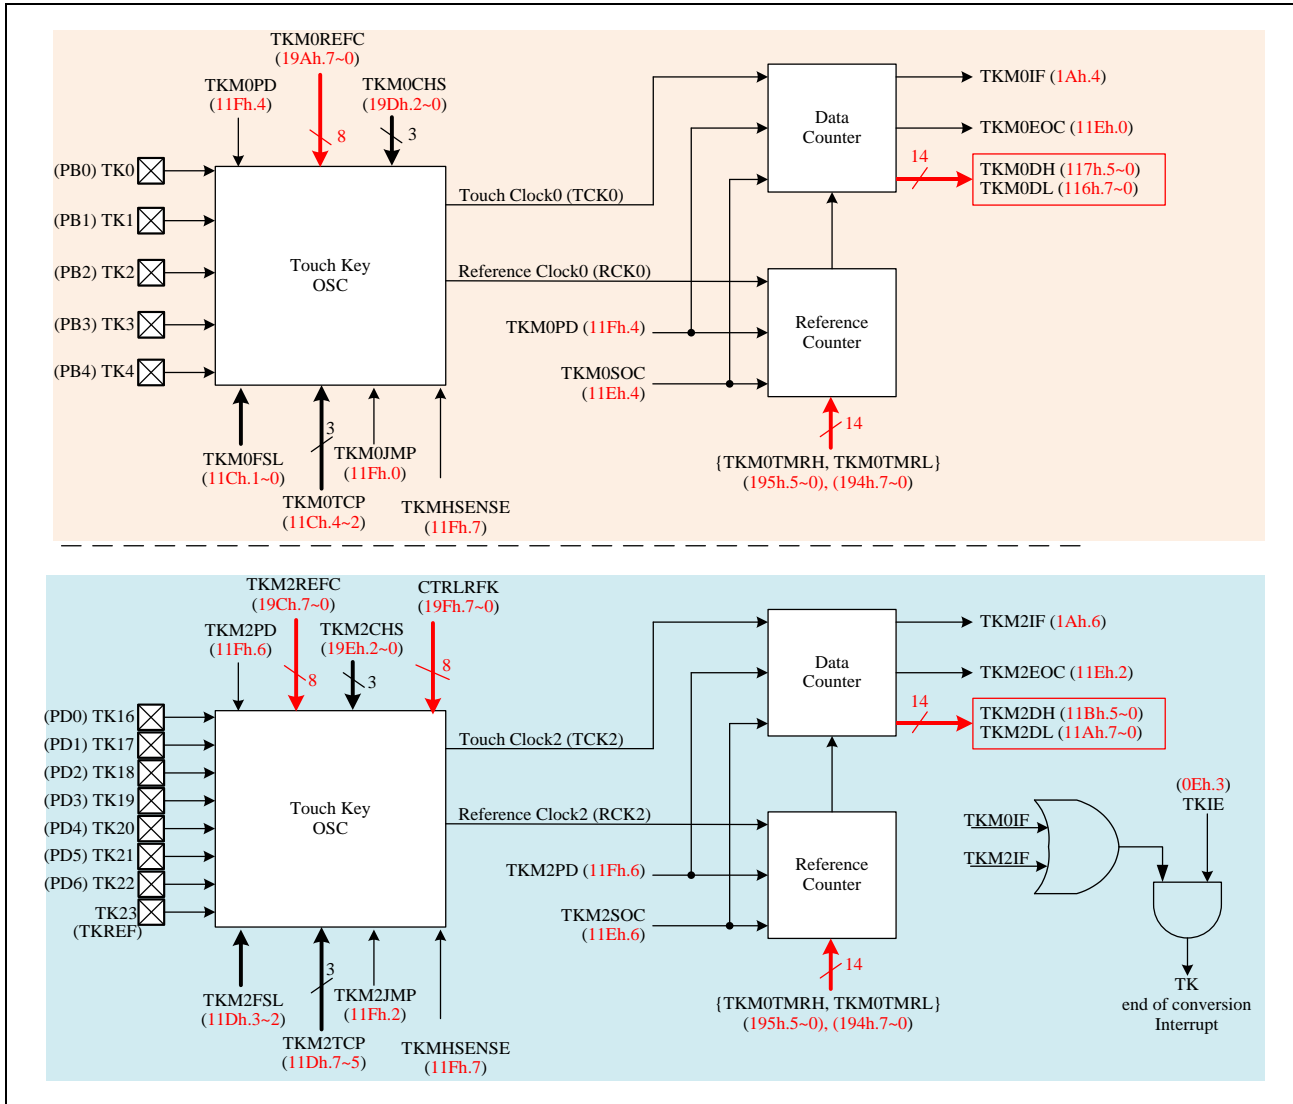 TKM0REFC
(19Ah.7~0)
TKM0PD
(11Fh.4)
TKM0CHS
(19Dh.2~0)
8
3
(PB0) TK0
(PB1) TK1
(PB2) TK2
(PB3) TK3
(PB4) TK4
Touch Key
OSC
Touch Clock0 (TCK0)
Reference Clock0 (RCK0)
TKM0PD (11Fh.4)
TKM0SOC
(11Eh.4)
Data
Counter
Reference
Counter
TKM0IF (1Ah.4)
TKM0EOC (11Eh.0)
14
TKM0DH (117h.5~0)
TKM0DL (116h.7~0)
14
{TKM0TMRH, TKM0TMRL}
(195h.5~0), (194h.7~0)
TKM0FSL
(11Ch.1~0)
3
TKM0TCP
(11Ch.4~2)
TKM0JMP
(11Fh.0)
TKMHSENSE
(11Fh.7)
TKM2REFC
(19Ch.7~0)
CTRLRFK
(19Fh.7~0)
TKM2PD
(11Fh.6)
TKM2CHS
(19Eh.2~0)
8
3
8
(PD0) TK16
(PD1) TK17
(PD2) TK18
(PD3) TK19
(PD4) TK20
(PD5) TK21
(PD6) TK22
TK23
(TKREF)
Touch Key
OSC
Touch Clock2 (TCK2)
Reference Clock2 (RCK2)
TKM2PD (11Fh.6)
TKM2SOC
(11Eh.6)
Data
Counter
Reference
Counter
TKM2IF (1Ah.6)
TKM2EOC (11Eh.2)
14
TKM2DH (11Bh.5~0)
TKM2DL (11Ah.7~0)
14
{TKM0TMRH, TKM0TMRL}
(195h.5~0), (194h.7~0)
TKM2FSL
(11Dh.3~2)
3
TKM2TCP
(11Dh.7~5)
TKM2JMP
(11Fh.2)
TKMHSENSE
(11Fh.7)
(0Eh.3)
TKIE
TKM0IF
TKM2IF
TK
end of conversion
Interrupt